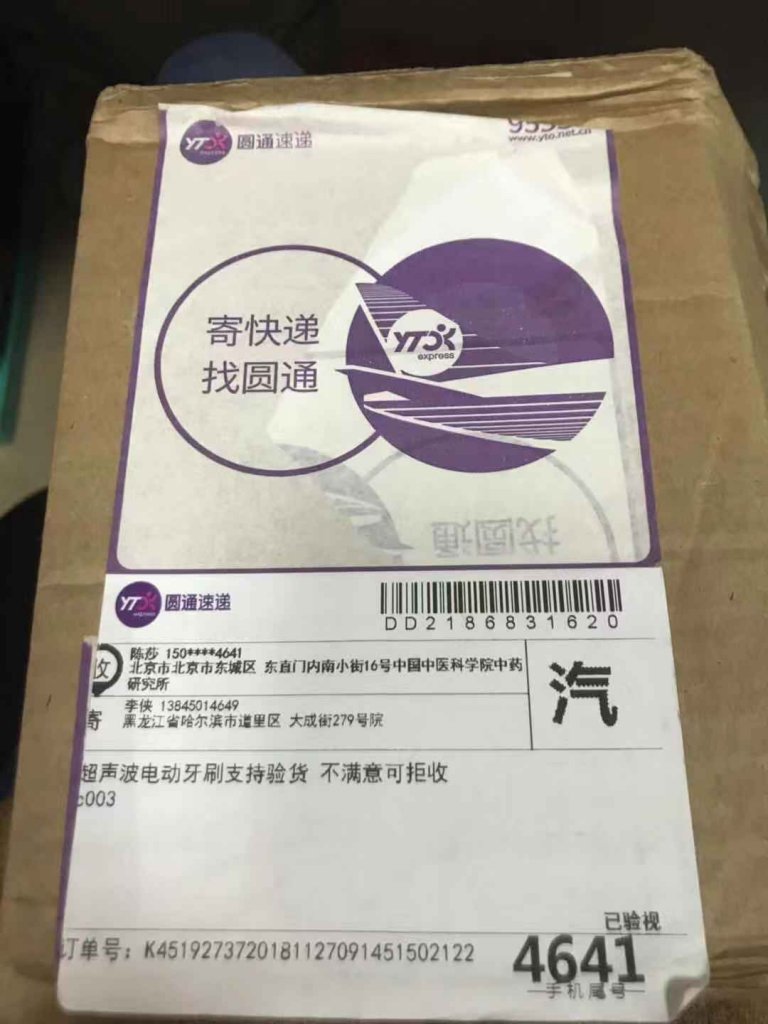 YTO 圆通速递
www.yto.net.cn
寄快递
找圆通
YTO
express
找圆通
YTO 圆通速递
DD2186831620
收
陈莎 150****4641
北京市北京市东城区 东直门内南小街16号中国中医科学院中药
研究所
汽
寄
李侠 13845014649
黑龙江省哈尔滨市道里区 大成街279号院
超声波电动牙刷支持验货 不满意可拒收
c003
已验视
订单号：K4519273720181127091451502122
4641
手机尾号